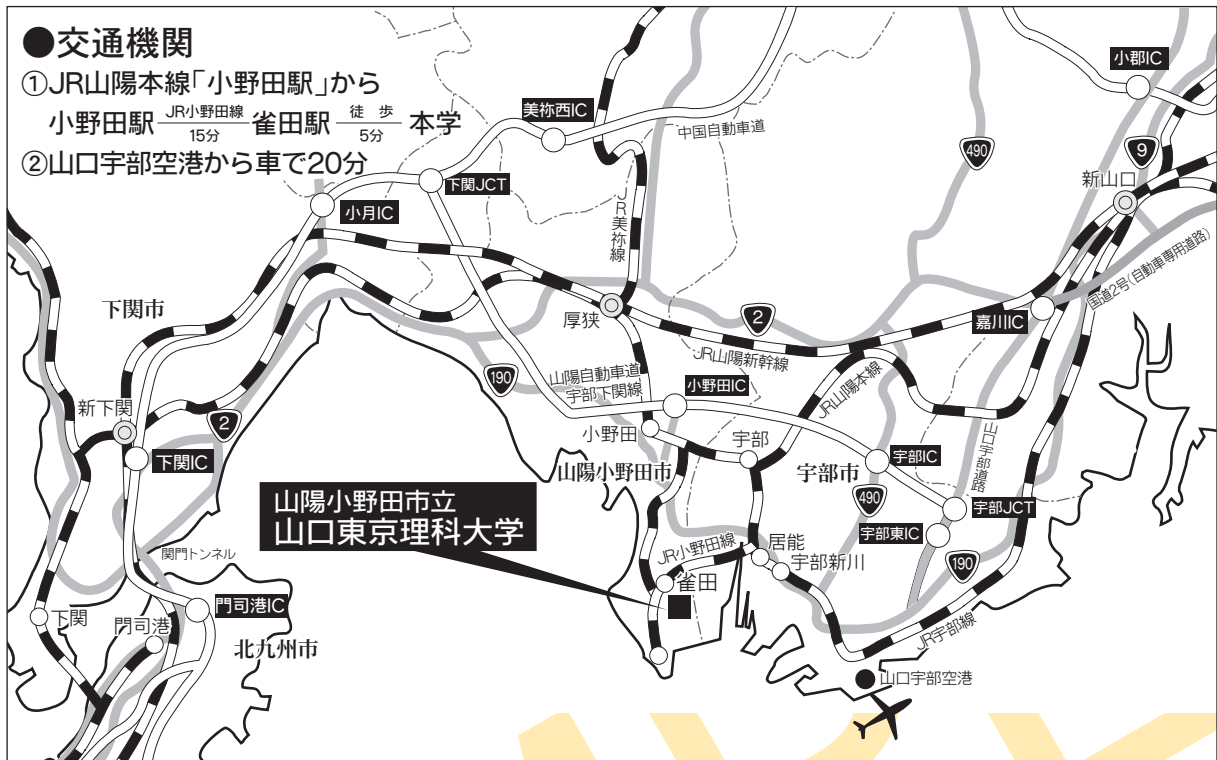 ●交通機関
①JR山陽本線「小野田駅」から
小野田駅 JR小野田線 15分 雀田駅 徒歩 5分 本学
②山口宇部空港から車で20分
小郡IC
美祢西IC
中国自動車道
490
9
新山口
下関JCT
小月IC
JR美祢線
国道2号(自動車専用道路)
下関市
厚狭
2
嘉川IC
JR山陽新幹線
190
山陽自動車道
宇部下関線
小野田IC
JR山陽本線
新下関
2
小野田
宇部
山口宇部道路
下関IC
山陽小野田市
宇部市
宇部IC
490
宇部JCT
宇部東IC
山陽小野田市立
山口東京理科大学
関門トンネル
JR小野田線
居能
宇部新川
190
雀田
下関
門司港IC
門司港
北九州市
JR宇部線
山口宇部空港